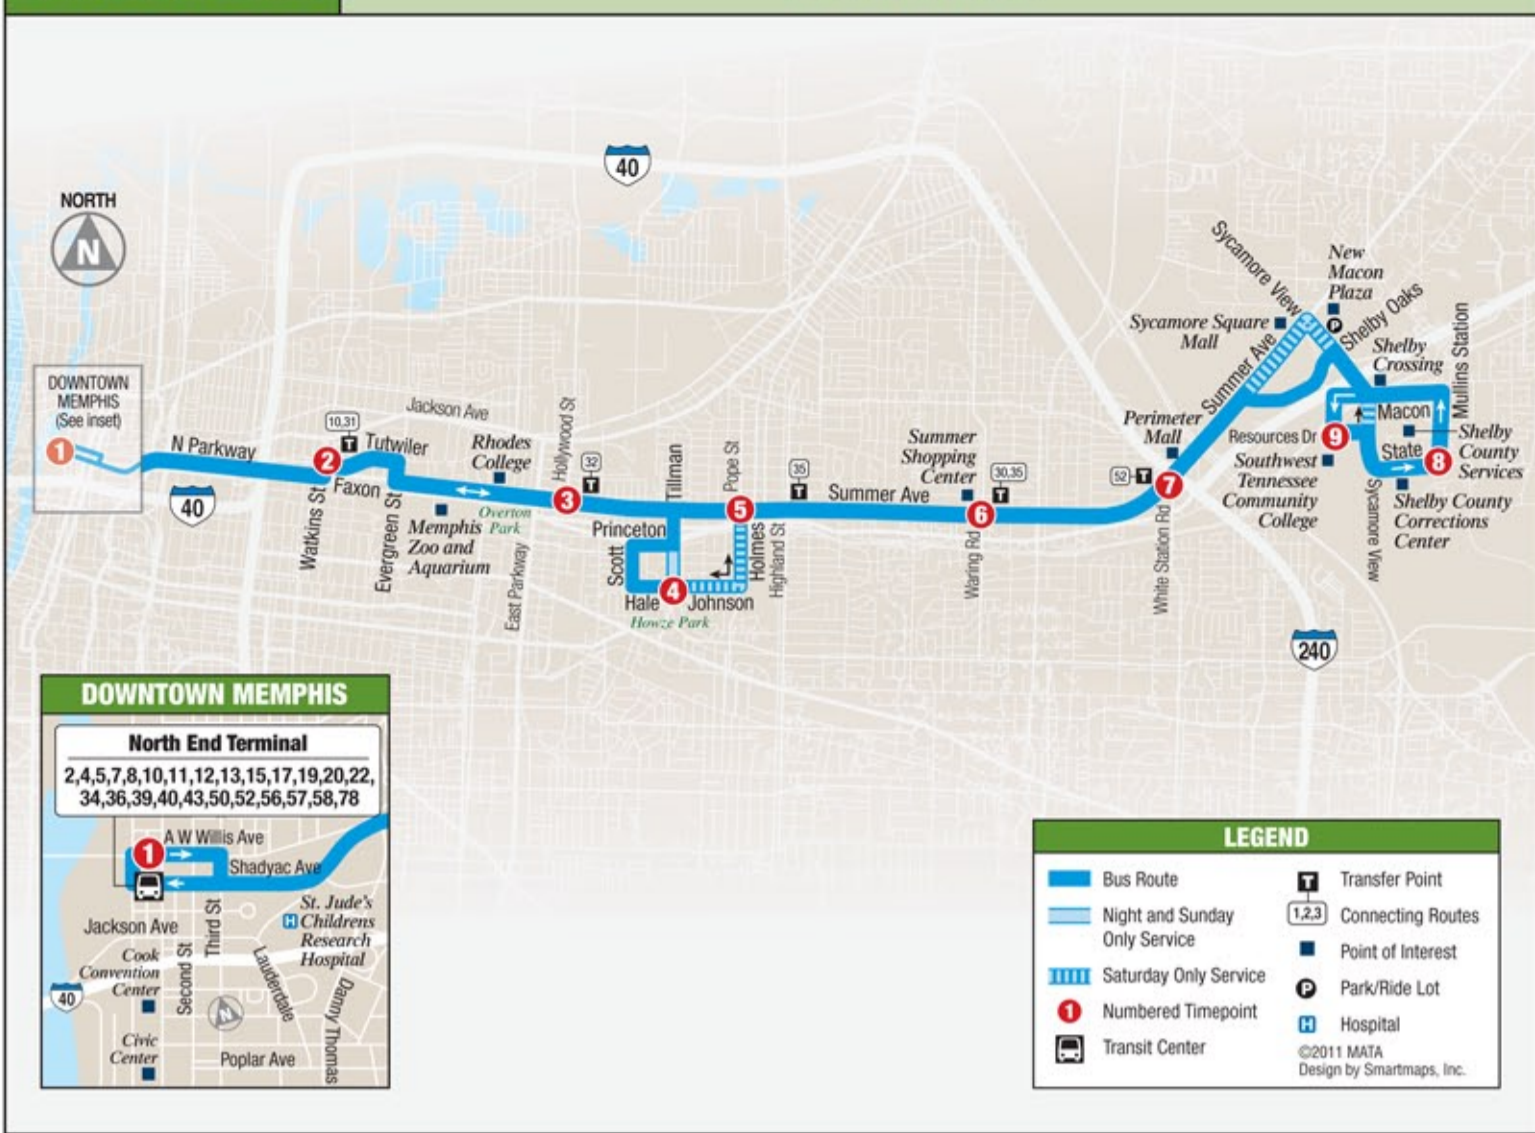 40
NORTH
N
DOWNTOWN
MEMPHIS
(See inset)
1
N Parkway
40
10,31
T
2
Tutwiler
Faxon
Watkins St
Evergreen St
Jackson Ave
Rhodes
College
Memphis
Zoo and
Aquarium
Overton
Park
East Parkway
Hollywood St
3
32
T
Tillman
Princeton
Scott
Hale
4
Johnson
Howze Park
Pope St
5
Holmes
Highland St
35
T
Summer Ave
Summer
Shopping
Center
30,35
T
6
Waring Rd
52
T
7
White Station Rd
Perimeter
Mall
Summer Ave
Sycamore Square
Mall
Sycamore View
New
Macon
Plaza
P
Shelby Oaks
Shelby
Crossing
Mullins Station
Macon
Resources Dr
9
State
8
Shelby
County
Services
Southwest
Tennessee
Community
College
Sycamore View
Shelby County
Corrections
Center
240
DOWNTOWN MEMPHIS
North End Terminal
2,4,5,7,8,10,11,12,13,15,17,19,20,22,
34,36,39,40,43,50,52,56,57,58,78
1
A W Willis Ave
Shadyac Ave
Jackson Ave
Third St
Second St
H
St. Jude's
Childrens
Research
Hospital
Cook
Convention
Center
40
N
Lauderdale
Danny Thomas
Civic
Center
Poplar Ave
LEGEND
Bus Route
Night and Sunday
Only Service
Saturday Only Service
1 Numbered Timepoint
Transit Center
T Transfer Point
1,2,3 Connecting Routes
Point of Interest
P Park/Ride Lot
H Hospital
©2011 MATA
Design by Smartmaps, Inc.